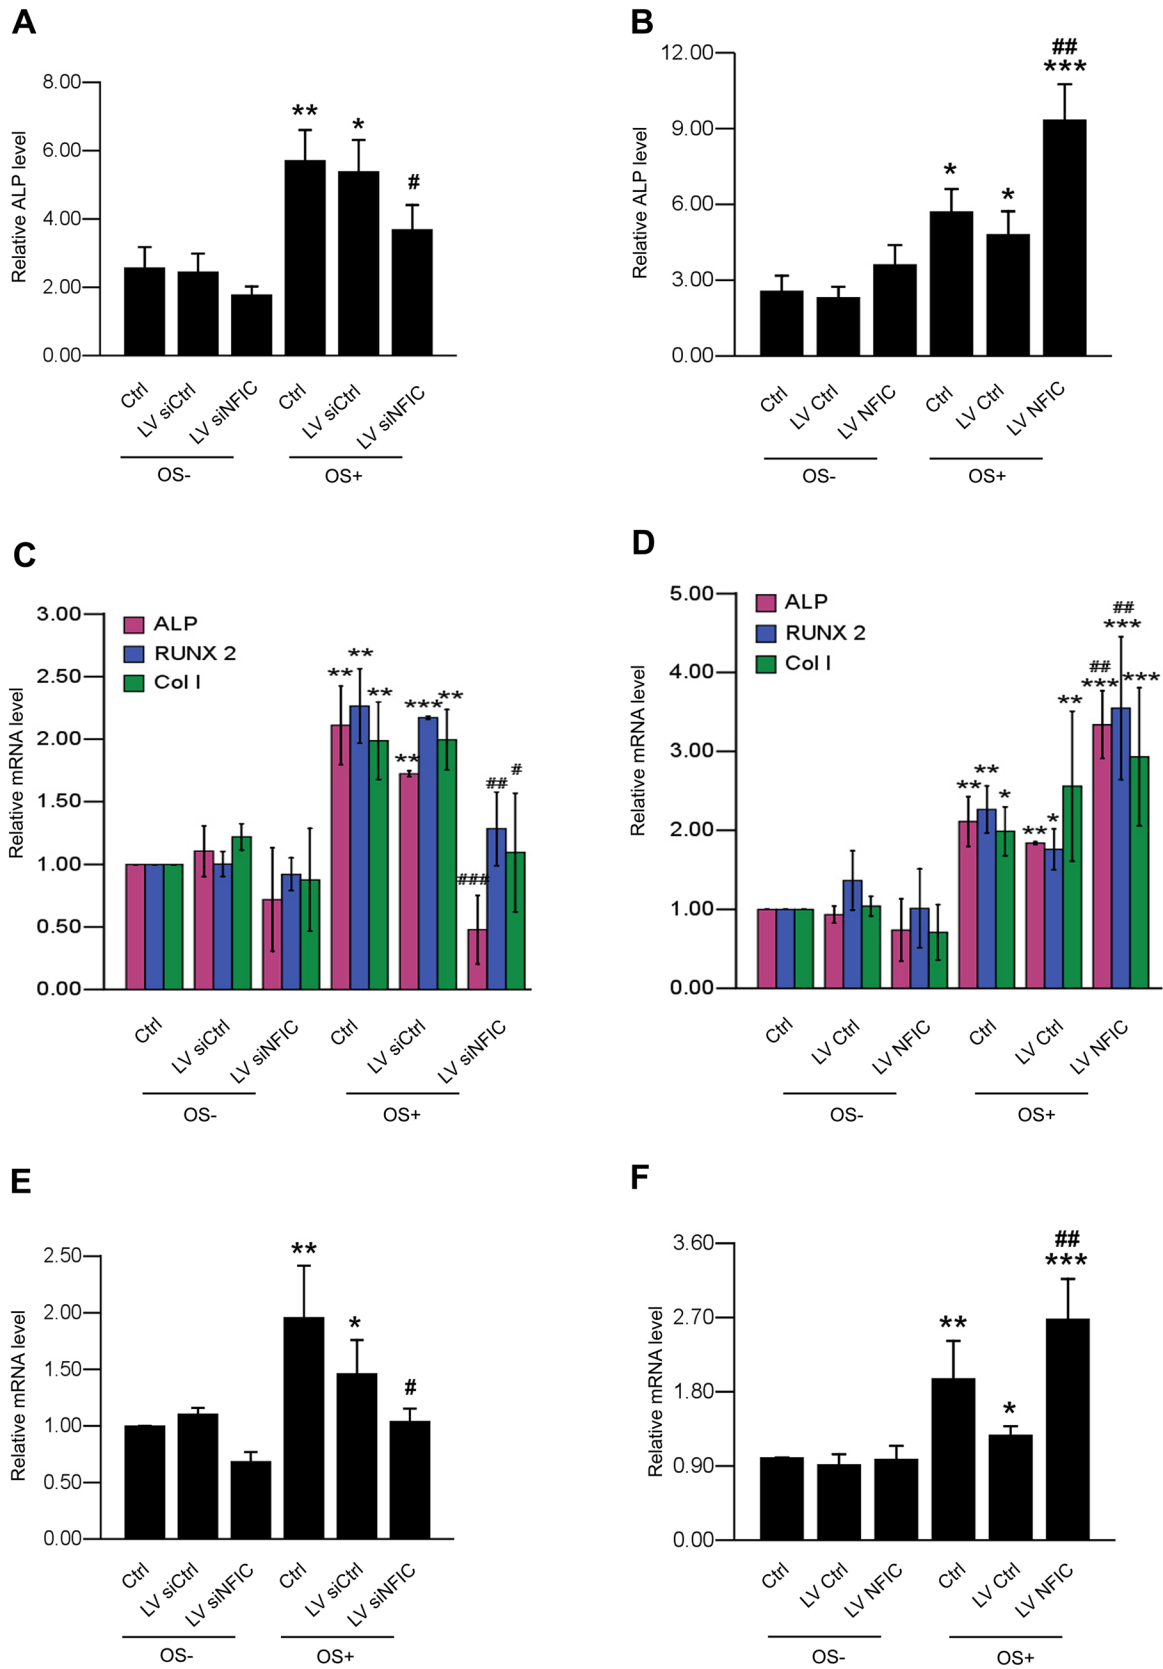 A
Relative ALP level
8.00
6.00
4.00
2.00
0.00
**
*
#
Ctrl
LV siCtrl
LV siNFIC
Ctrl
LV siCtrl
LV siNFIC
OS-
OS+
B
Relative ALP level
12.00
9.00
6.00
3.00
0.00
*
*
##
***
Ctrl
LV Ctrl
LV NFIC
Ctrl
LV Ctrl
LV NFIC
OS-
OS+
C
Relative mRNA level
3.00
2.50
2.00
1.50
1.00
0.50
0.00
ALP
RUNX 2
Col I
**
**
**
**
***
**
###
##
#
Ctrl
LV siCtrl
LV siNFIC
Ctrl
LV siCtrl
LV siNFIC
OS-
OS+
D
Relative mRNA level
5.00
4.00
3.00
2.00
1.00
0.00
ALP
RUNX 2
Col I
**
**
*
**
*
**
##
***
##
***
***
Ctrl
LV Ctrl
LV NFIC
Ctrl
LV Ctrl
LV NFIC
OS-
OS+
E
Relative mRNA level
2.50
2.00
1.50
1.00
0.50
0.00
**
*
#
Ctrl
LV siCtrl
LV siNFIC
Ctrl
LV siCtrl
LV siNFIC
OS-
OS+
F
Relative mRNA level
3.60
2.70
1.80
0.90
0.00
**
*
##
***
Ctrl
LV Ctrl
LV NFIC
Ctrl
LV Ctrl
LV NFIC
OS-
OS+